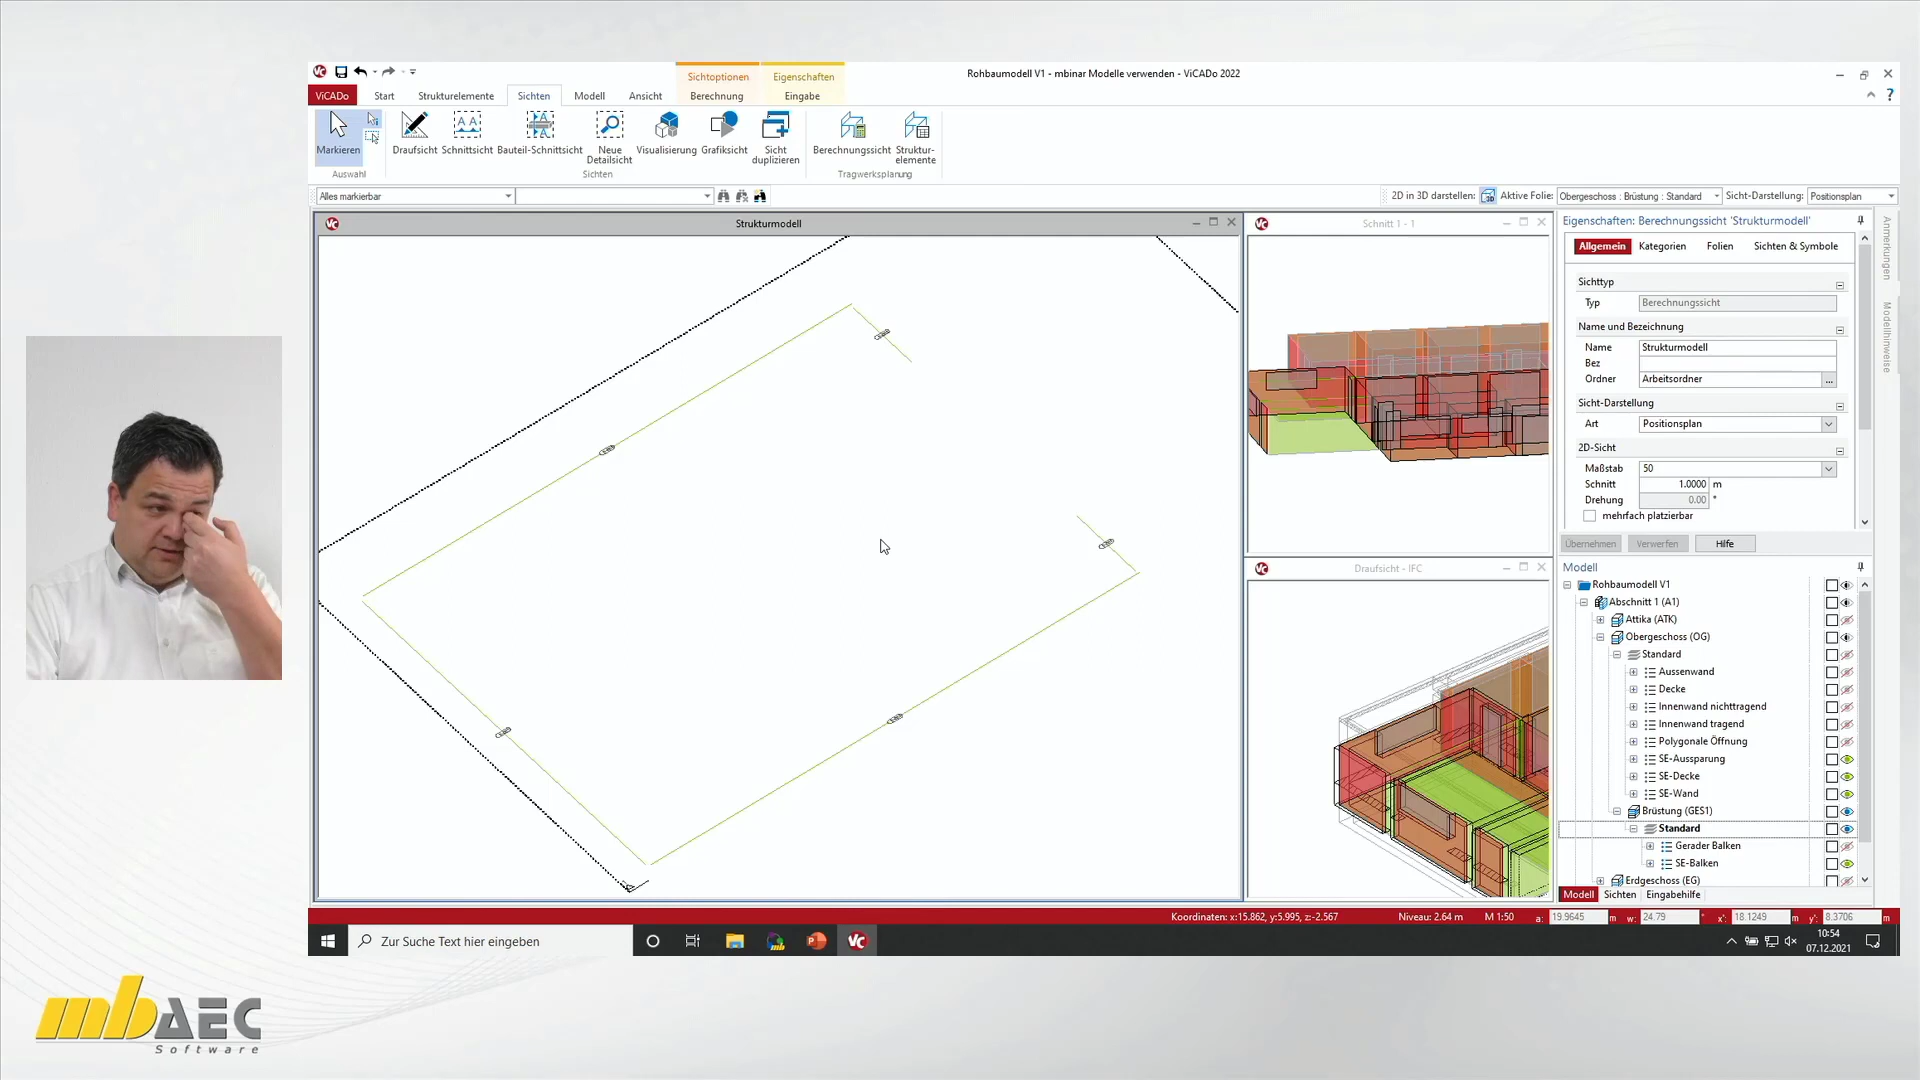 Rohbaumodell V1 - mbinar Modelle verwenden - ViCADo 2022
Sichtoptionen Eigenschaften
ViCADo Start Strukturelemente Sichten Modell Ansicht Berechnung Eingabe
Markieren Draufsicht Schnittsicht Bauteil-Schnittsicht Neue Detailsicht Visualisierung Grafiksicht Sicht duplizieren Berechnungssicht Struktur-elemente
Auswahl Sichten Tragwerksplanung
Alles markierbar 2D in 3D darstellen: Aktive Folie: Obergeschoss : Brüstung : Standard Sicht-Darstellung: Positionsplan
Strukturmodell
Schnitt 1 - 1
Draufsicht - IFC
Eigenschaften: Berechnungssicht 'Strukturmodell'
Allgemein Kategorien Folien Sichten & Symbole
Sichttyp
Typ Berechnungssicht
Name und Bezeichnung
Name Strukturmodell
Bez
Ordner Arbeitsordner ...
Sicht-Darstellung
Art Positionsplan
2D-Sicht
Maßstab 50
Schnitt 1.0000 m
Drehung 0.00 °
mehrfach platzierbar
Übernehmen Verwerfen Hilfe
Anmerkungen
Modellhinweise
Modell
Rohbaumodell V1
Abschnitt 1 (A1)
Attika (ATK)
Obergeschoss (OG)
Standard
Aussenwand
Decke
Innenwand nichttragend
Innenwand tragend
Polygonale Öffnung
SE-Aussparung
SE-Decke
SE-Wand
Brüstung (GES1)
Standard
Gerader Balken
SE-Balken
Erdgeschoss (EG)
Modell Sichten Eingabehilfe
Koordinaten: x:15.862, y:5.995, z:-2.567 Niveau: 2.64 m M 1:50 a: 19.9645 m w: 24.79 ° x': 18.1249 m y': 8.3706 m
Zur Suche Text hier eingeben
10:54
07.12.2021
mb AEC
Software